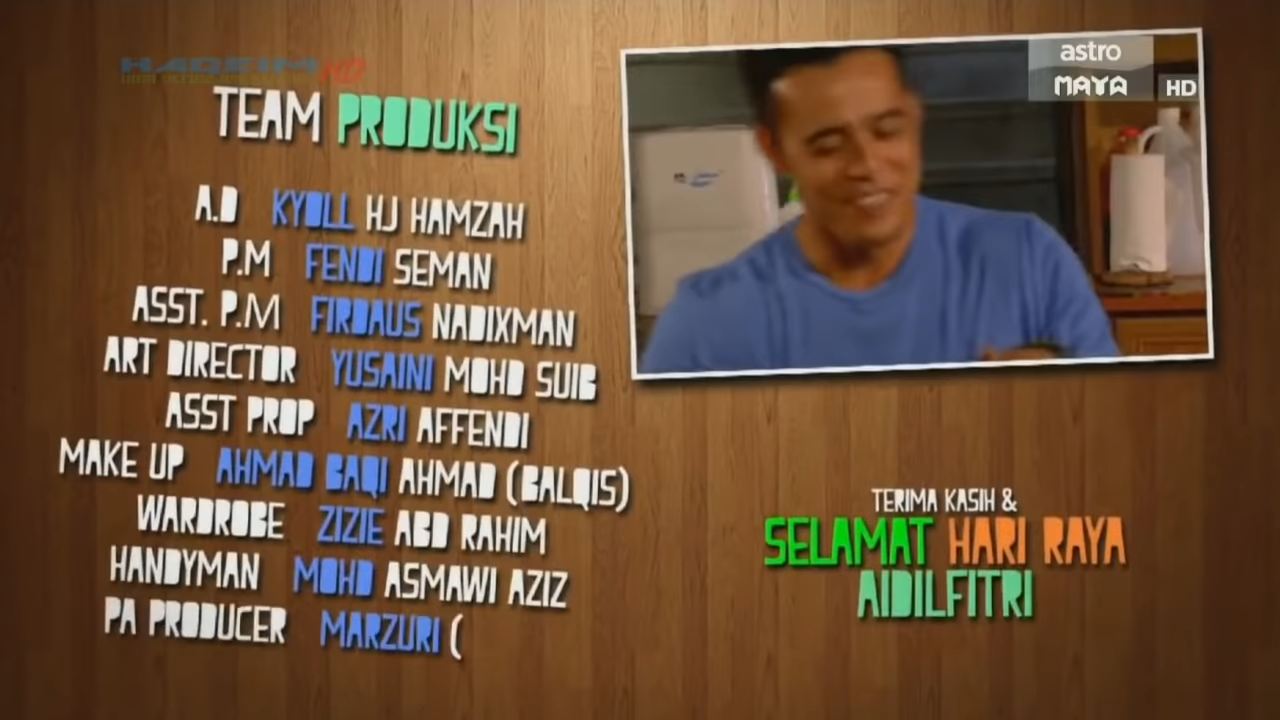 HD
TEAM PRODUKSI
A.D KYOLL HJ HAMZAH
P.M FENDI SEMAN
ASST. P.M FIRDAUS NADIXMAN
ART DIRECTOR YUSAINI MOHD SUIB
ASST PROP AZRI AFFENDI
MAKE UP AHMAD BAQI AHMAD (BALQIS)
WARDROBE ZIZIE ABD RAHIM
HANDYMAN MOHD ASMAWI AZIZ
PA PRODUCER MARZURI (
astro
MAYA HD
TERIMA KASIH &
SELAMAT HARI RAYA
AIDILFITRI